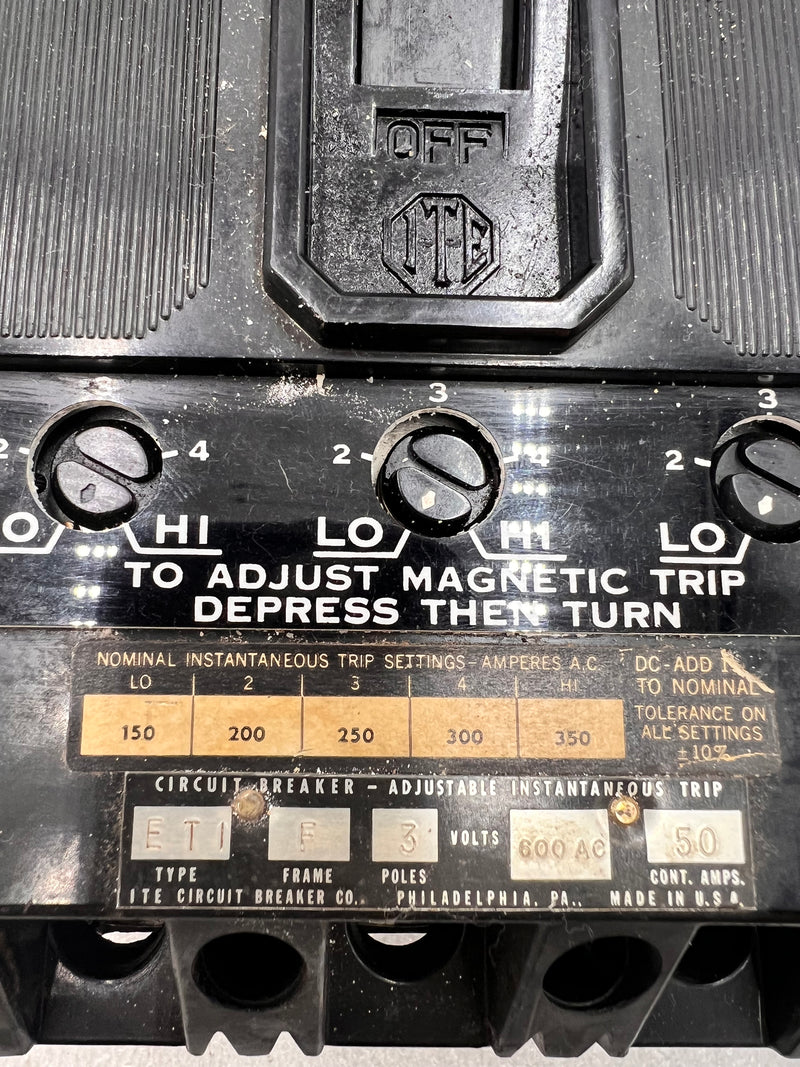 OFF
ITE
3 3
2 4 2 4 2
LO HI LO HI LO
TO ADJUST MAGNETIC TRIP
DEPRESS THEN TURN
NOMINAL INSTANTANEOUS TRIP SETTINGS-AMPERES A.C.
LO 2 3 4 HI
150 200 250 300 350
DC-ADD
TO NOMINAL
TOLERANCE ON
ALL SETTINGS
±10%
CIRCUIT BREAKER - ADJUSTABLE INSTANTANEOUS TRIP
ET1 F 3 VOLTS 600 AC 50
TYPE FRAME POLES CONT. AMPS.
ITE CIRCUIT BREAKER CO., PHILADELPHIA, PA., MADE IN U.S.A.